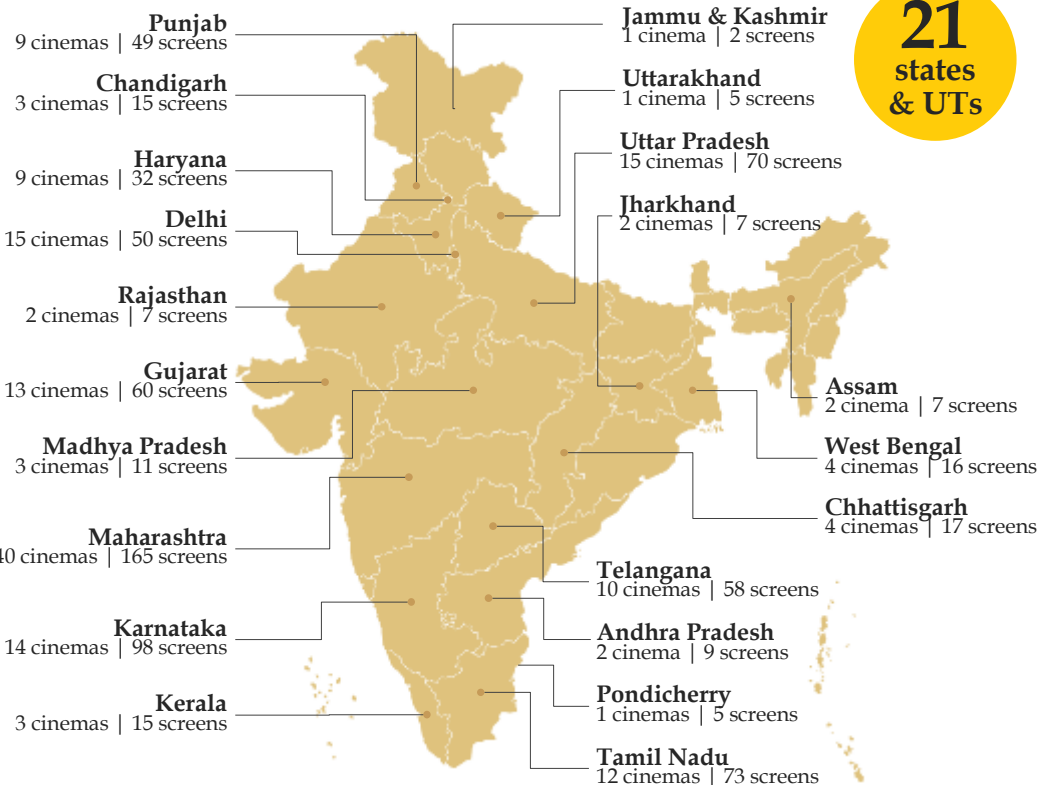 Punjab
9 cinemas | 49 screens
Chandigarh
3 cinemas | 15 screens
Haryana
9 cinemas | 32 screens
Delhi
15 cinemas | 50 screens
Rajasthan
2 cinemas | 7 screens
Gujarat
13 cinemas | 60 screens
Madhya Pradesh
3 cinemas | 11 screens
Maharashtra
40 cinemas | 165 screens
Karnataka
14 cinemas | 98 screens
Kerala
3 cinemas | 15 screens
Jammu & Kashmir
1 cinema | 2 screens
Uttarakhand
1 cinema | 5 screens
Uttar Pradesh
15 cinemas | 70 screens
Jharkhand
2 cinemas | 7 screens
21
states
& UTs
Assam
2 cinema | 7 screens
West Bengal
4 cinemas | 16 screens
Chhattisgarh
4 cinemas | 17 screens
Telangana
10 cinemas | 58 screens
Andhra Pradesh
2 cinema | 9 screens
Pondicherry
1 cinemas | 5 screens
Tamil Nadu
12 cinemas | 73 screens